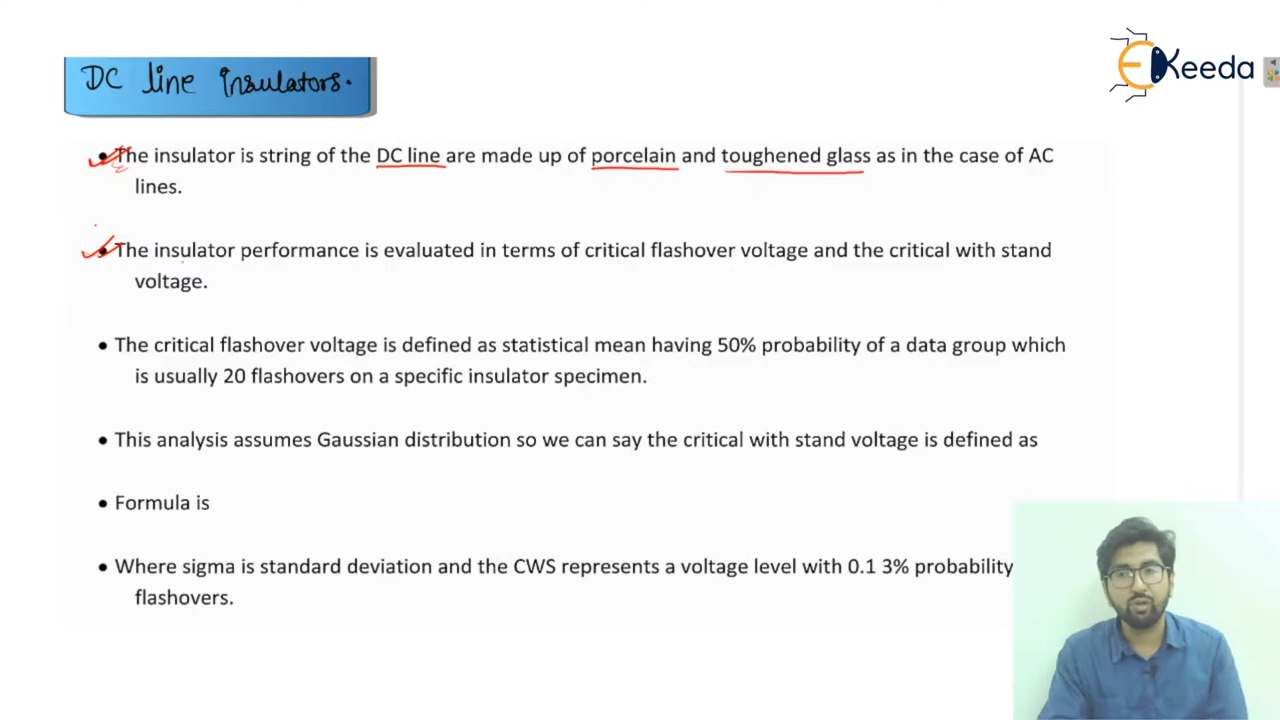 DC line insulators.
EKeeda
• The insulator is string of the DC line are made up of porcelain and toughened glass as in the case of AC
lines.
• The insulator performance is evaluated in terms of critical flashover voltage and the critical with stand
voltage.
• The critical flashover voltage is defined as statistical mean having 50% probability of a data group which
is usually 20 flashovers on a specific insulator specimen.
• This analysis assumes Gaussian distribution so we can say the critical with stand voltage is defined as
• Formula is
• Where sigma is standard deviation and the CWS represents a voltage level with 0.1 3% probability
flashovers.